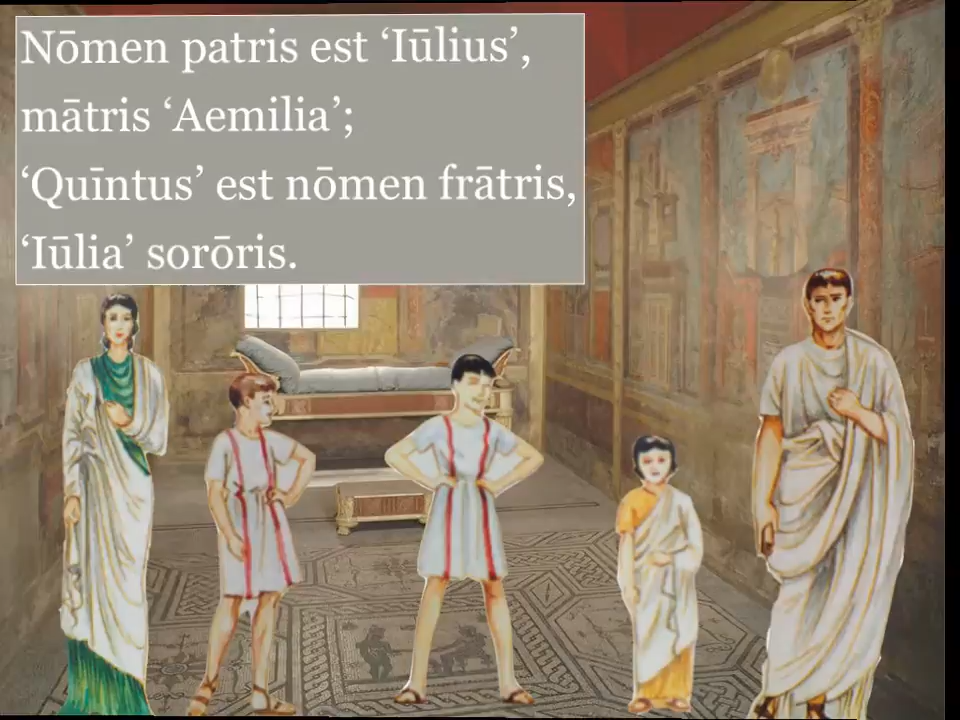 Nōmen patris est ‘Iūlius’,
mātris ‘Aemilia’;
‘Quīntus’ est nōmen frātris,
‘Iūlia’ sorōris.